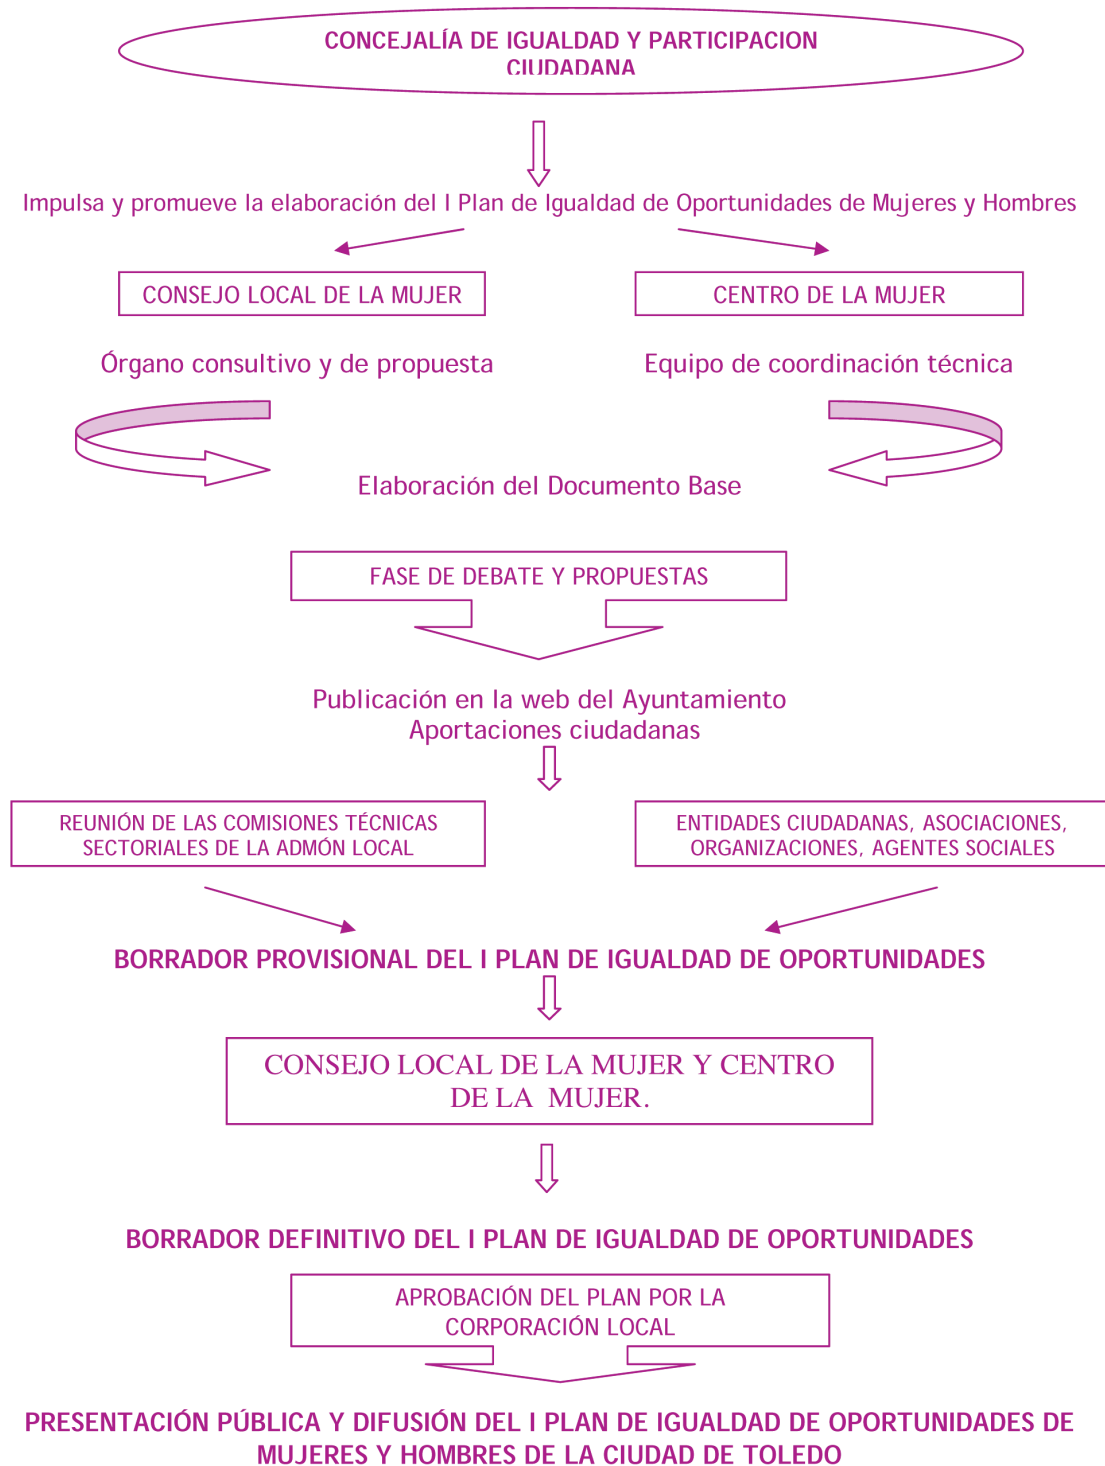 CONCEJALÍA DE IGUALDAD Y PARTICIPACION
CIUDADANA
Impulsa y promueve la elaboración del I Plan de Igualdad de Oportunidades de Mujeres y Hombres
CONSEJO LOCAL DE LA MUJER
CENTRO DE LA MUJER
Órgano consultivo y de propuesta
Equipo de coordinación técnica
Elaboración del Documento Base
FASE DE DEBATE Y PROPUESTAS
Publicación en la web del Ayuntamiento
Aportaciones ciudadanas
REUNIÓN DE LAS COMISIONES TÉCNICAS
SECTORIALES DE LA ADMÓN LOCAL
ENTIDADES CIUDADANAS, ASOCIACIONES,
ORGANIZACIONES, AGENTES SOCIALES
BORRADOR PROVISIONAL DEL I PLAN DE IGUALDAD DE OPORTUNIDADES
CONSEJO LOCAL DE LA MUJER Y CENTRO
DE LA MUJER.
BORRADOR DEFINITIVO DEL I PLAN DE IGUALDAD DE OPORTUNIDADES
APROBACIÓN DEL PLAN POR LA
CORPORACIÓN LOCAL
PRESENTACIÓN PÚBLICA Y DIFUSIÓN DEL I PLAN DE IGUALDAD DE OPORTUNIDADES DE
MUJERES Y HOMBRES DE LA CIUDAD DE TOLEDO